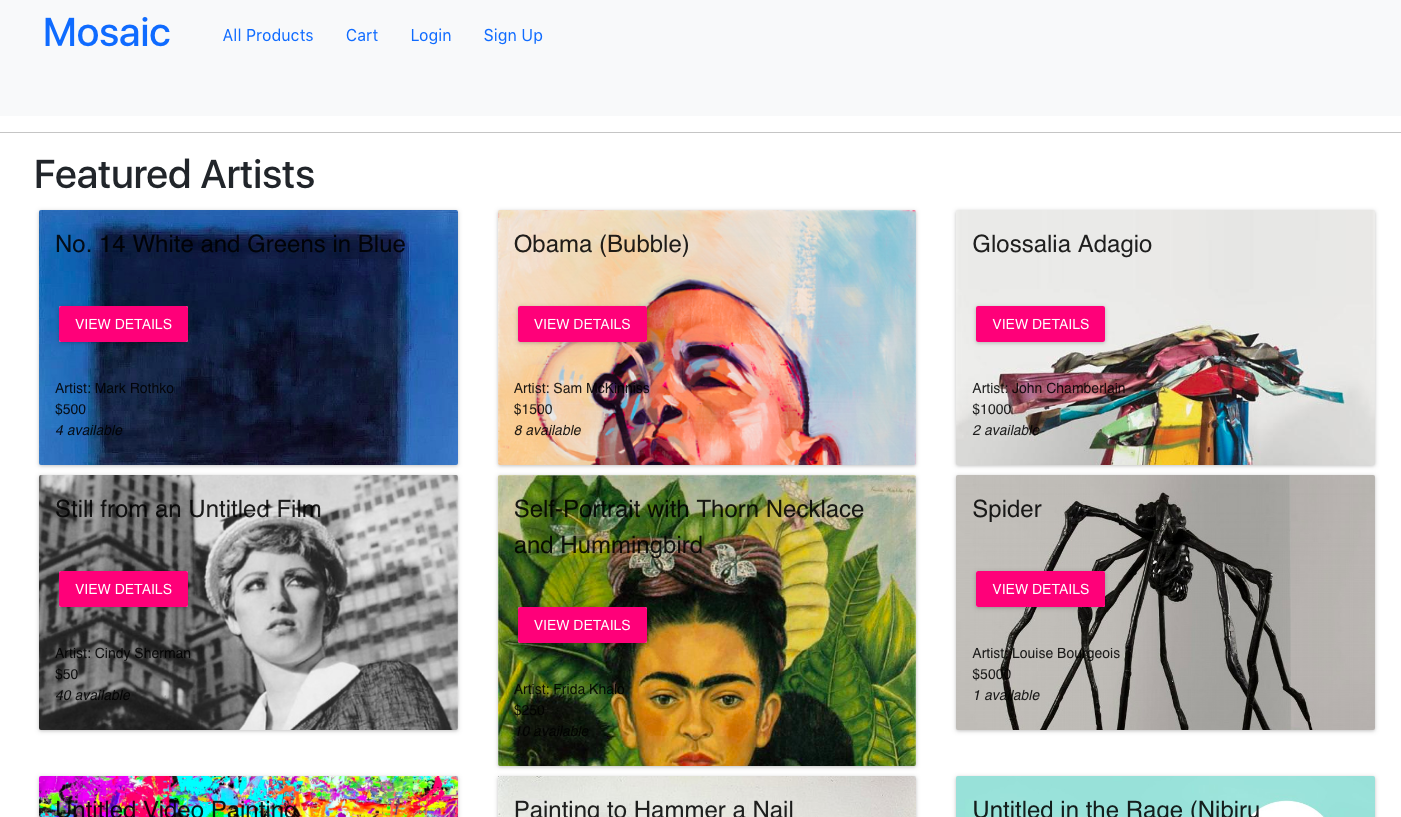 Mosaic
All Products
Cart
Login
Sign Up
Featured Artists
No. 14 White and Greens in Blue
VIEW DETAILS
Artist: Mark Rothko
$500
4 available
Obama (Bubble)
VIEW DETAILS
Artist: Sam McKinniss
$1500
8 available
Glossalia Adagio
VIEW DETAILS
Artist: John Chamberlain
$1000
2 available
Still from an Untitled Film
VIEW DETAILS
Artist: Cindy Sherman
$50
40 available
Self-Portrait with Thorn Necklace
and Hummingbird
VIEW DETAILS
Artist: Frida Khalo
$250
10 available
Spider
VIEW DETAILS
Artist: Louise Bourgeois
$5000
1 available
Untitled Video Painting
Painting to Hammer a Nail
Untitled in the Rage (Nibiru